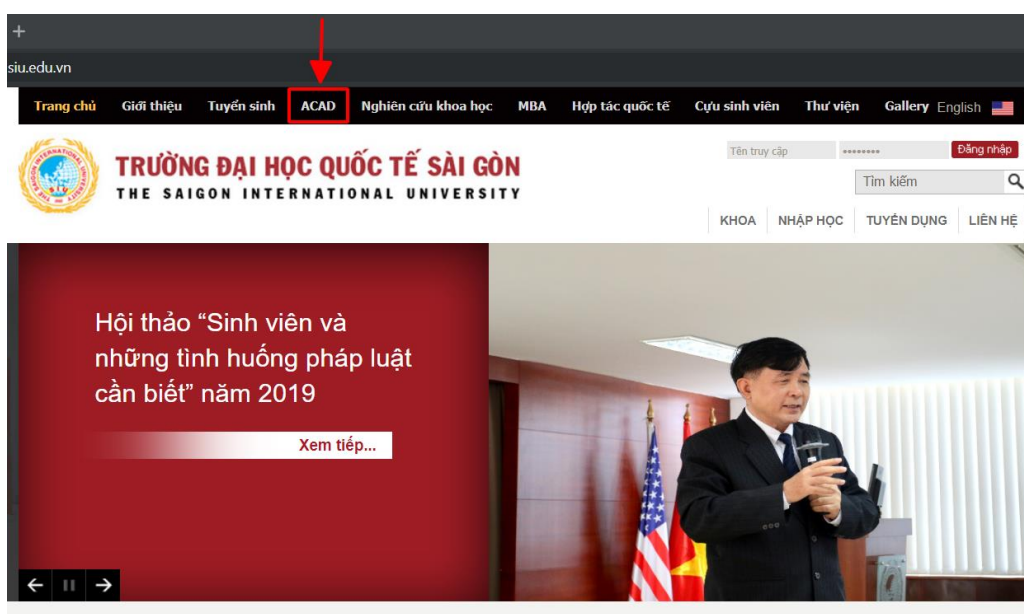 +
siu.edu.vn
Trang chủ Giới thiệu Tuyển sinh ACAD Nghiên cứu khoa học MBA Hợp tác quốc tế Cựu sinh viên Thư viện Gallery English
TRƯỜNG ĐẠI HỌC QUỐC TẾ SÀI GÒN
THE SAIGON INTERNATIONAL UNIVERSITY
Tên truy cập •••••••• Đăng nhập
Tìm kiếm
KHOA NHẬP HỌC TUYỂN DỤNG LIÊN HỆ
Hội thảo “Sinh viên và
những tình huống pháp luật
cần biết” năm 2019
Xem tiếp...